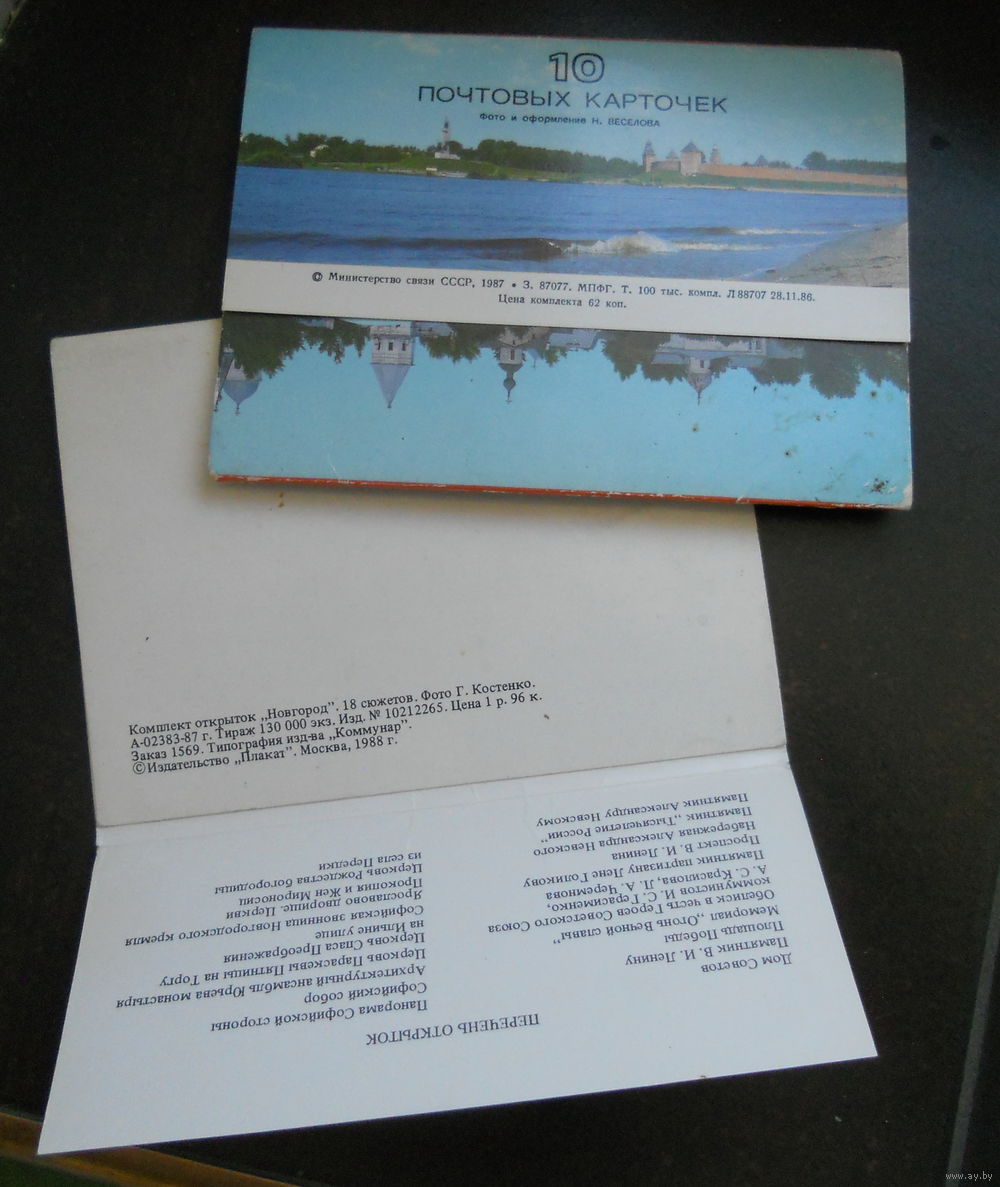 10
ПОЧТОВЫХ КАРТОЧЕК
Фото и оформление Н. ВЕСЕЛОВА
© Министерство связи СССР, 1987 • З. 87077. МПФГ. Т. 100 тыс. компл. Л 88707 28.11.86.
Цена комплекта 62 коп.
Комплект открыток „Новгород”. 18 сюжетов. Фото Г. Костенко.
А-02383-87 г. Тираж 130 000 экз. Изд. № 10212265. Цена 1 р. 96 к.
Заказ 1569. Типография изд-ва „Коммунар”.
©Издательство „Плакат”. Москва, 1988 г.
ПЕРЕЧЕНЬ ОТКРЫТОК
Панорама Софийской стороны
Софийский собор
Архитектурный ансамбль Юрьева монастыря
Церковь Параскевы Пятницы на Торгу
Церковь Спаса Преображения
на Ильине улице
Софийская звонница Новгородского кремля
Ярославово дворище. Церкви
Прокопия и Жен Мироносиц
Церковь Рождества богородицы
из села Передки
Дом Советов
Памятник В. И. Ленину
Площадь Победы
Мемориал „Огонь Вечной славы”
Обелиск в честь Героев Советского Союза
коммунистов И. С. Герасименко,
А. С. Красилова, Л. А. Черемнова
Памятник партизану Лене Голикову
Проспект В. И. Ленина
Набережная Александра Невского
Памятник „Тысячелетие России”
Памятник Александру Невскому
www.ay.by